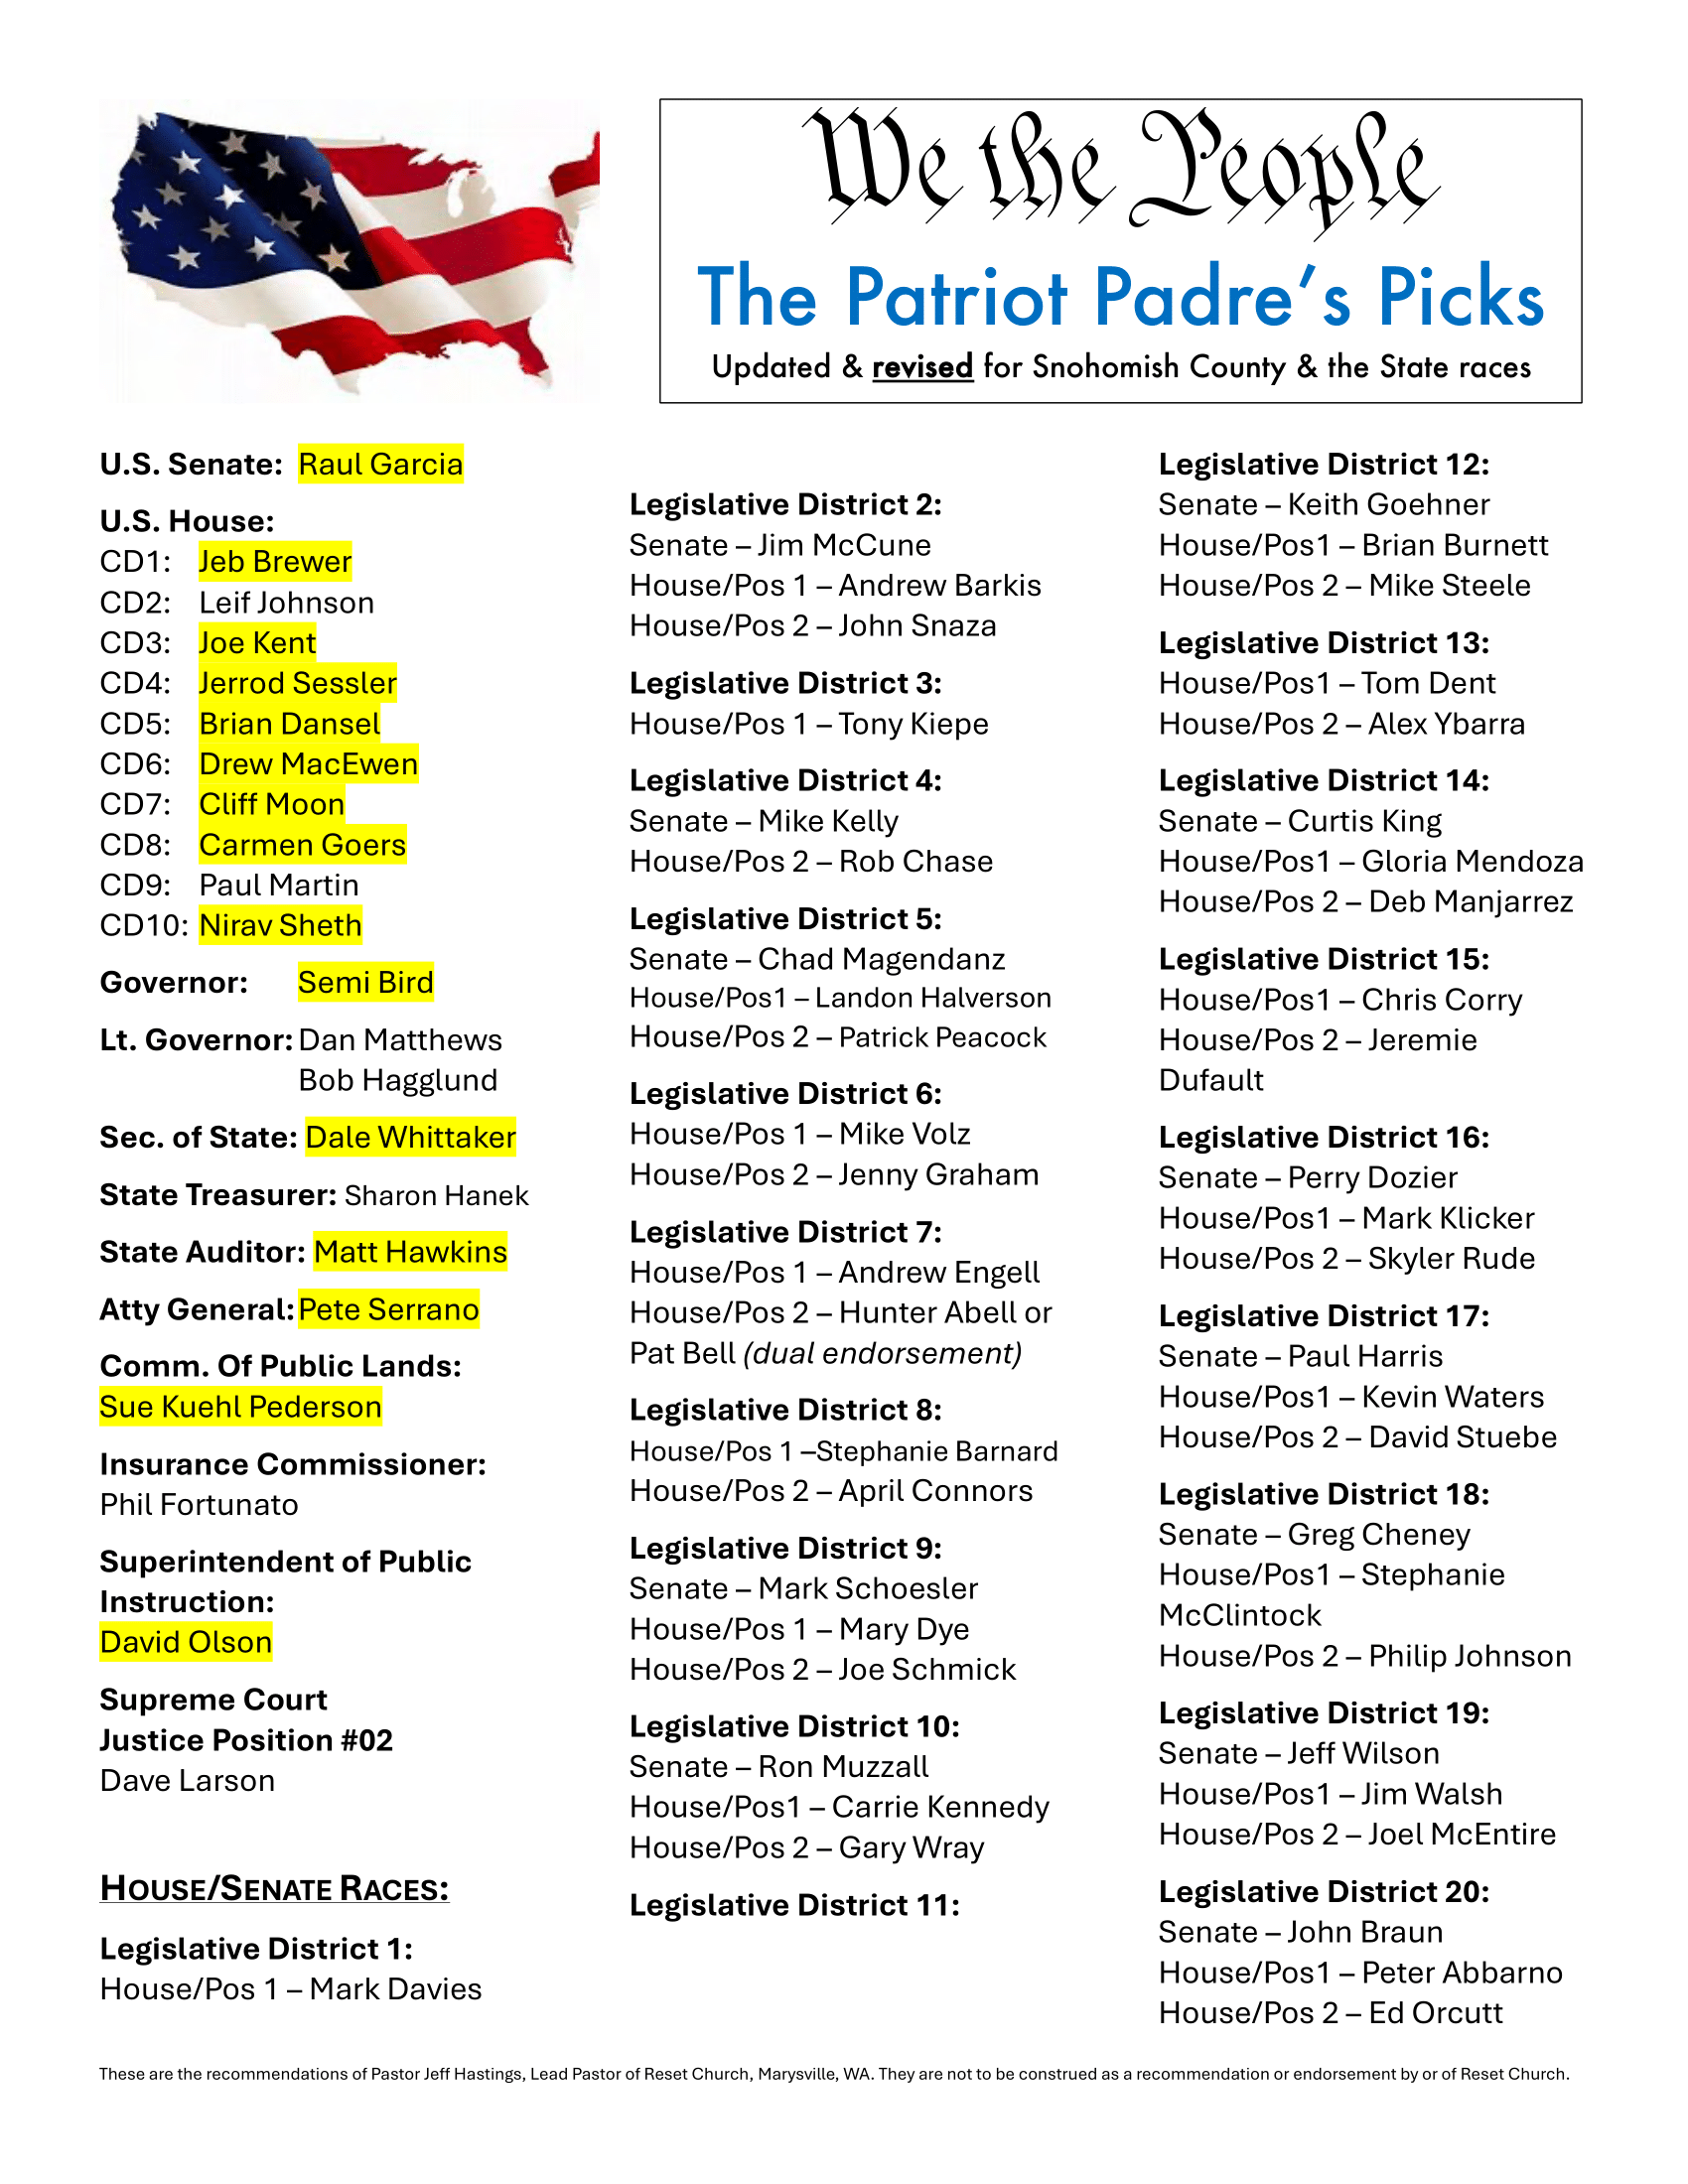 We the People
The Patriot Padre’s Picks
Updated & revised for Snohomish County & the State races
U.S. Senate: Raul Garcia
U.S. House:
CD1: Jeb Brewer
CD2: Leif Johnson
CD3: Joe Kent
CD4: Jerrod Sessler
CD5: Brian Dansel
CD6: Drew MacEwen
CD7: Cliff Moon
CD8: Carmen Goers
CD9: Paul Martin
CD10: Nirav Sheth
Governor: Semi Bird
Lt. Governor: Dan Matthews
Bob Hagglund
Sec. of State: Dale Whittaker
State Treasurer: Sharon Hanek
State Auditor: Matt Hawkins
Atty General: Pete Serrano
Comm. Of Public Lands:
Sue Kuehl Pederson
Insurance Commissioner:
Phil Fortunato
Superintendent of Public
Instruction:
David Olson
Supreme Court
Justice Position #02
Dave Larson
HOUSE/SENATE RACES:
Legislative District 1:
House/Pos 1 – Mark Davies
Legislative District 2:
Senate – Jim McCune
House/Pos 1 – Andrew Barkis
House/Pos 2 – John Snaza
Legislative District 3:
House/Pos 1 – Tony Kiepe
Legislative District 4:
Senate – Mike Kelly
House/Pos 2 – Rob Chase
Legislative District 5:
Senate – Chad Magendanz
House/Pos1 – Landon Halverson
House/Pos 2 – Patrick Peacock
Legislative District 6:
House/Pos 1 – Mike Volz
House/Pos 2 – Jenny Graham
Legislative District 7:
House/Pos 1 – Andrew Engell
House/Pos 2 – Hunter Abell or
Pat Bell (dual endorsement)
Legislative District 8:
House/Pos 1 –Stephanie Barnard
House/Pos 2 – April Connors
Legislative District 9:
Senate – Mark Schoesler
House/Pos 1 – Mary Dye
House/Pos 2 – Joe Schmick
Legislative District 10:
Senate – Ron Muzzall
House/Pos1 – Carrie Kennedy
House/Pos 2 – Gary Wray
Legislative District 11:
Legislative District 12:
Senate – Keith Goehner
House/Pos1 – Brian Burnett
House/Pos 2 – Mike Steele
Legislative District 13:
House/Pos1 – Tom Dent
House/Pos 2 – Alex Ybarra
Legislative District 14:
Senate – Curtis King
House/Pos1 – Gloria Mendoza
House/Pos 2 – Deb Manjarrez
Legislative District 15:
House/Pos1 – Chris Corry
House/Pos 2 – Jeremie
Dufault
Legislative District 16:
Senate – Perry Dozier
House/Pos1 – Mark Klicker
House/Pos 2 – Skyler Rude
Legislative District 17:
Senate – Paul Harris
House/Pos1 – Kevin Waters
House/Pos 2 – David Stuebe
Legislative District 18:
Senate – Greg Cheney
House/Pos1 – Stephanie
McClintock
House/Pos 2 – Philip Johnson
Legislative District 19:
Senate – Jeff Wilson
House/Pos1 – Jim Walsh
House/Pos 2 – Joel McEntire
Legislative District 20:
Senate – John Braun
House/Pos1 – Peter Abbarno
House/Pos 2 – Ed Orcutt
These are the recommendations of Pastor Jeff Hastings, Lead Pastor of Reset Church, Marysville, WA. They are not to be construed as a recommendation or endorsement by or of Reset Church.